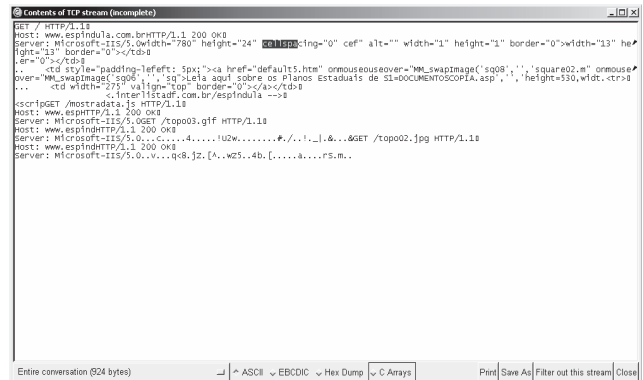 Contents of TCP stream (incomplete)
GET / HTTP/1.1
Host: www.espindula.com.brHTTP/1.1 200 OK
Server: Microsoft-IIS/5.0width="780" height="24" cellspacing="0" cef" alt="" width="1" height="1" border="0">width="13" he
ight="13" border="0"></td>
.er="0"></td>
.. <td style="padding-lefeft: 5px;"><a href="default5.htm" onmouseouseover="MM_swapImage('sq08','','square02.m" onmouse
over="MM_swapImage('sq06','','sq">Leia aqui sobre os Planos Estaduais de S1=DOCUMENTOSCOPIA.asp','','height=530,widt.<tr>
... <td width="275" valign="top" border="0"></a></td>
<.interlistadf.com.br/espindula -->
<scripGET /mostradata.js HTTP/1.1
Host: www.espHTTP/1.1 200 OK
Server: Microsoft-IIS/5.0GET /topo03.gif HTTP/1.1
Host: www.espindHTTP/1.1 200 OK
Server: Microsoft-IIS/5.0...c.....4.....!U2w........#./..!._|.&...&GET /topo02.jpg HTTP/1.1
Host: www.espindHTTP/1.1 200 OK
Server: Microsoft-IIS/5.0..v...q<8.jz.[^..wZ5..4b.[.....a....rS.m..
Entire conversation (924 bytes) ASCII EBCDIC Hex Dump C Arrays Print Save As Filter out this stream Close